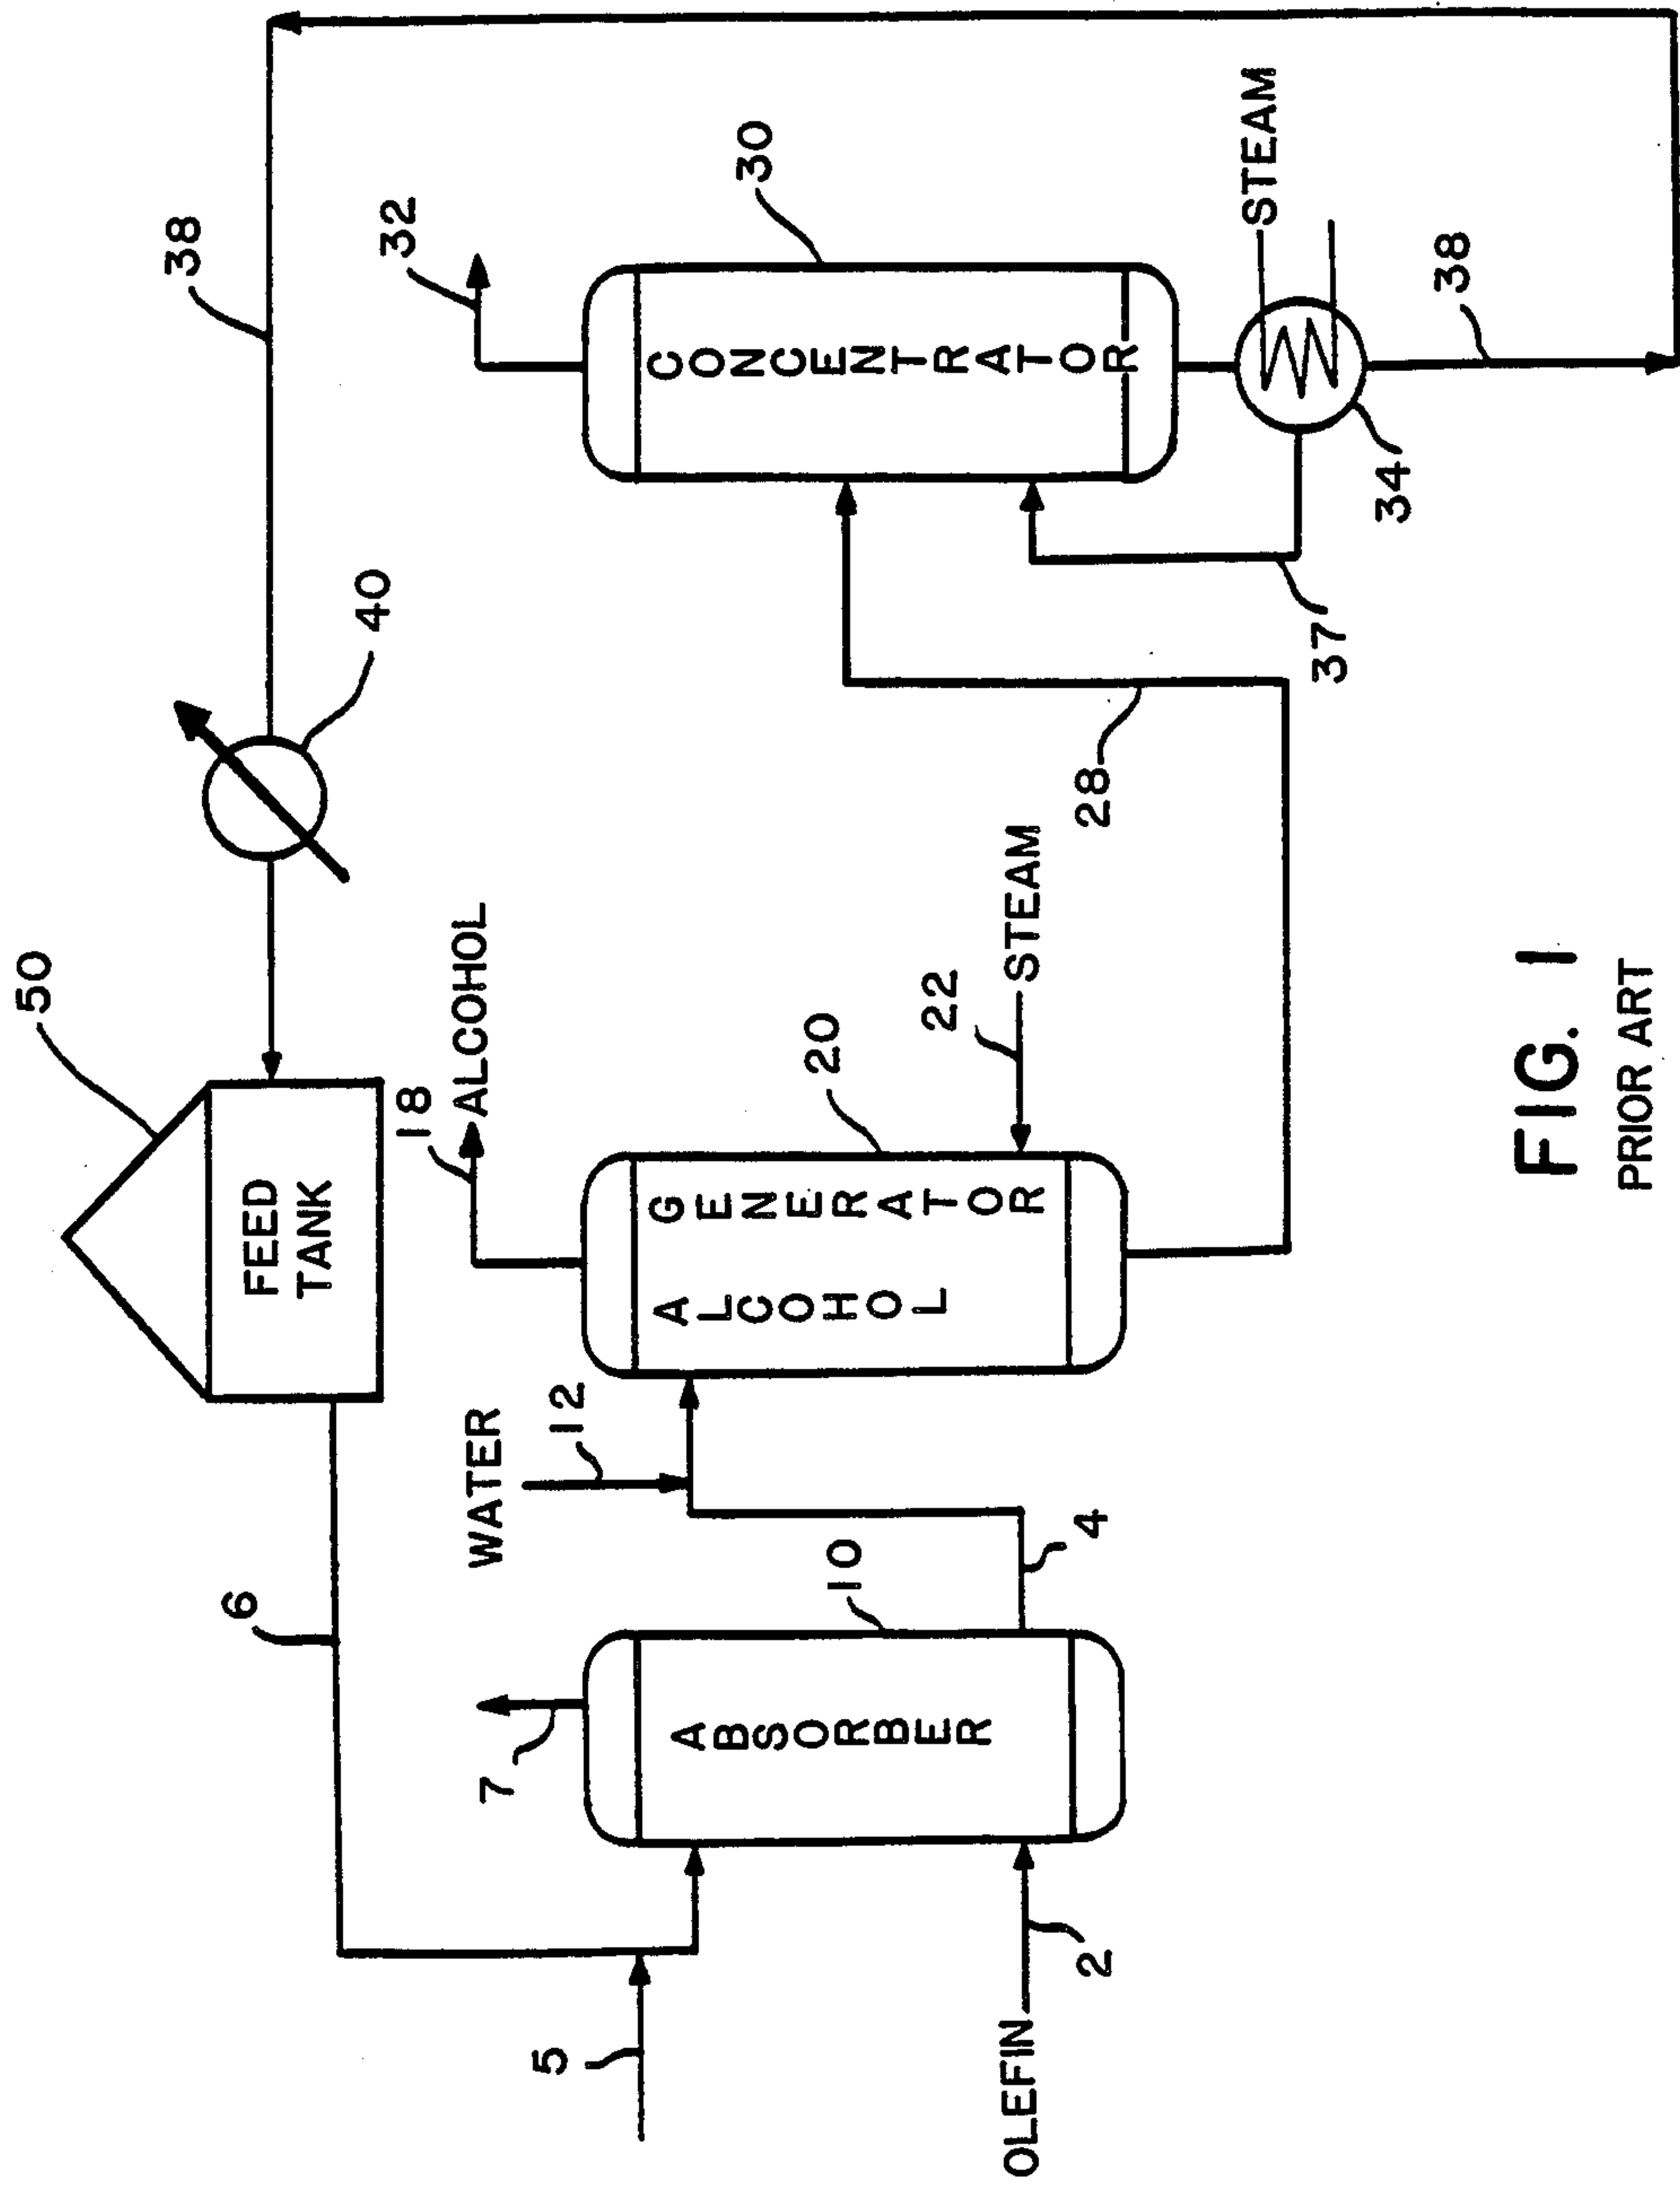 38
50
40
32
FEED
TANK
18
ALCOHOL
30
6
WATER
12
7
ABSORBER
10
ALCOHOL
GENERATOR
20
CONCENTRATOR
22
STEAM
STEAM
5
OLEFIN
2
4
28
37
34
38
FIG. 1
PRIOR ART